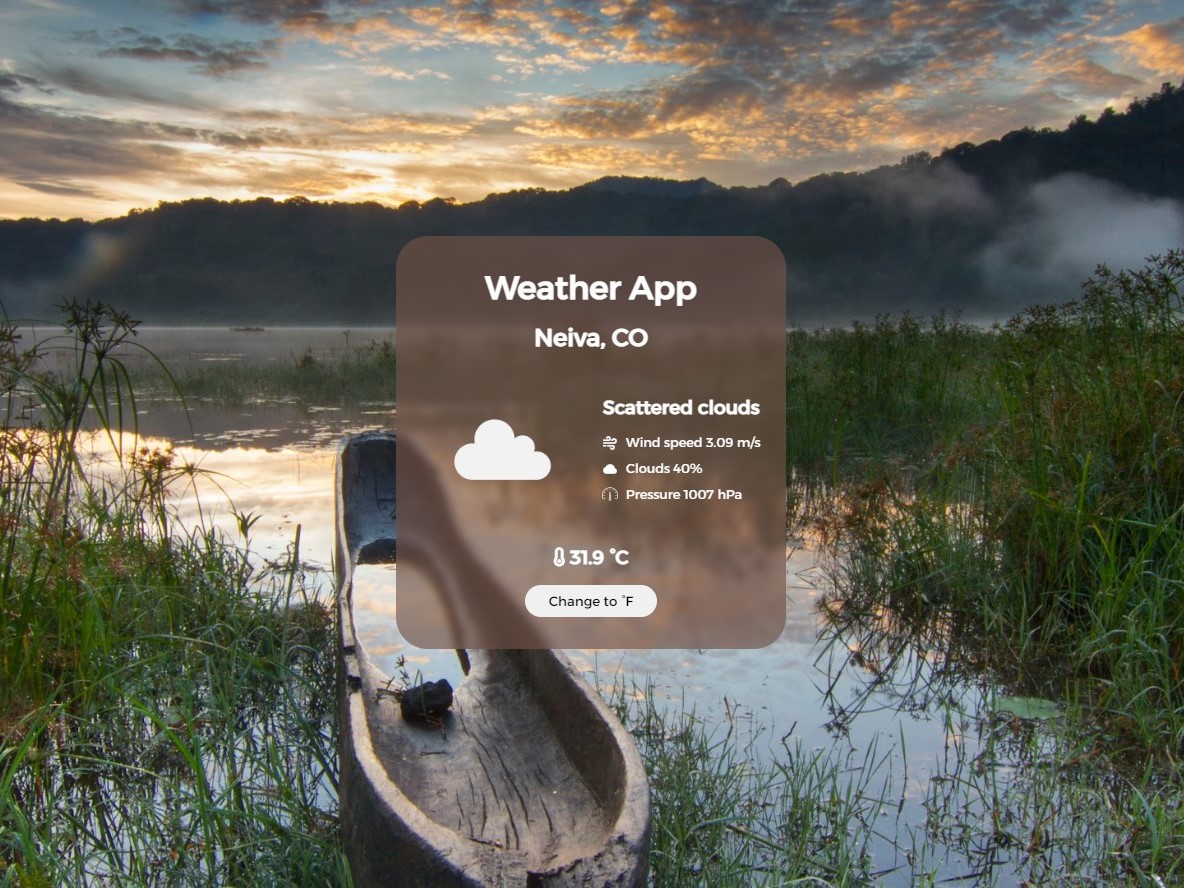 Weather App
Neiva, CO
Scattered clouds
Wind speed 3.09 m/s
Clouds 40%
Pressure 1007 hPa
31.9 °C
Change to °F